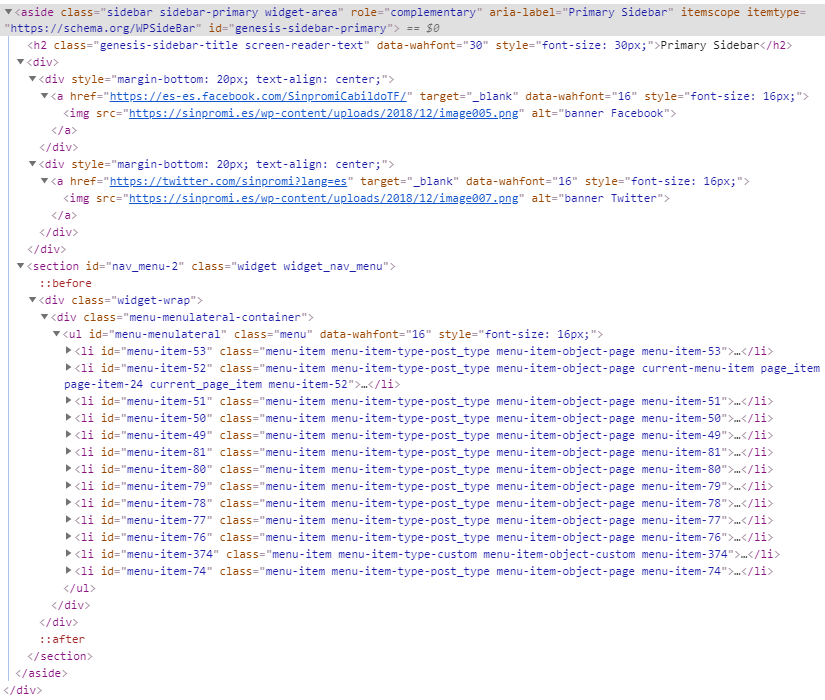 ▼<aside class="sidebar sidebar-primary widget-area" role="complementary" aria-label="Primary Sidebar" itemscope itemtype=
"https://schema.org/WPSideBar" id="genesis-sidebar-primary"> == $0
<h2 class="genesis-sidebar-title screen-reader-text" data-wahfont="30" style="font-size: 30px;">Primary Sidebar</h2>
▼<div>
▼<div style="margin-bottom: 20px; text-align: center;">
▼<a href="https://es-es.facebook.com/SinpromiCabildoTF/" target="_blank" data-wahfont="16" style="font-size: 16px;">
<img src="https://sinpromi.es/wp-content/uploads/2018/12/image005.png" alt="banner Facebook">
</a>
</div>
▼<div style="margin-bottom: 20px; text-align: center;">
▼<a href="https://twitter.com/sinpromi?lang=es" target="_blank" data-wahfont="16" style="font-size: 16px;">
<img src="https://sinpromi.es/wp-content/uploads/2018/12/image007.png" alt="banner Twitter">
</a>
</div>
</div>
▼<section id="nav_menu-2" class="widget widget_nav_menu">
::before
▼<div class="widget-wrap">
▼<div class="menu-menulateral-container">
▼<ul id="menu-menulateral" class="menu" data-wahfont="16" style="font-size: 16px;">
▶<li id="menu-item-53" class="menu-item menu-item-type-post_type menu-item-object-page menu-item-53">…</li>
▶<li id="menu-item-52" class="menu-item menu-item-type-post_type menu-item-object-page current-menu-item page_item
page-item-24 current_page_item menu-item-52">…</li>
▶<li id="menu-item-51" class="menu-item menu-item-type-post_type menu-item-object-page menu-item-51">…</li>
▶<li id="menu-item-50" class="menu-item menu-item-type-post_type menu-item-object-page menu-item-50">…</li>
▶<li id="menu-item-49" class="menu-item menu-item-type-post_type menu-item-object-page menu-item-49">…</li>
▶<li id="menu-item-81" class="menu-item menu-item-type-post_type menu-item-object-page menu-item-81">…</li>
▶<li id="menu-item-80" class="menu-item menu-item-type-post_type menu-item-object-page menu-item-80">…</li>
▶<li id="menu-item-79" class="menu-item menu-item-type-post_type menu-item-object-page menu-item-79">…</li>
▶<li id="menu-item-78" class="menu-item menu-item-type-post_type menu-item-object-page menu-item-78">…</li>
▶<li id="menu-item-77" class="menu-item menu-item-type-post_type menu-item-object-page menu-item-77">…</li>
▶<li id="menu-item-76" class="menu-item menu-item-type-post_type menu-item-object-page menu-item-76">…</li>
▶<li id="menu-item-374" class="menu-item menu-item-type-custom menu-item-object-custom menu-item-374">…</li>
▶<li id="menu-item-74" class="menu-item menu-item-type-post_type menu-item-object-page menu-item-74">…</li>
</ul>
</div>
</div>
::after
</section>
</aside>
</div>